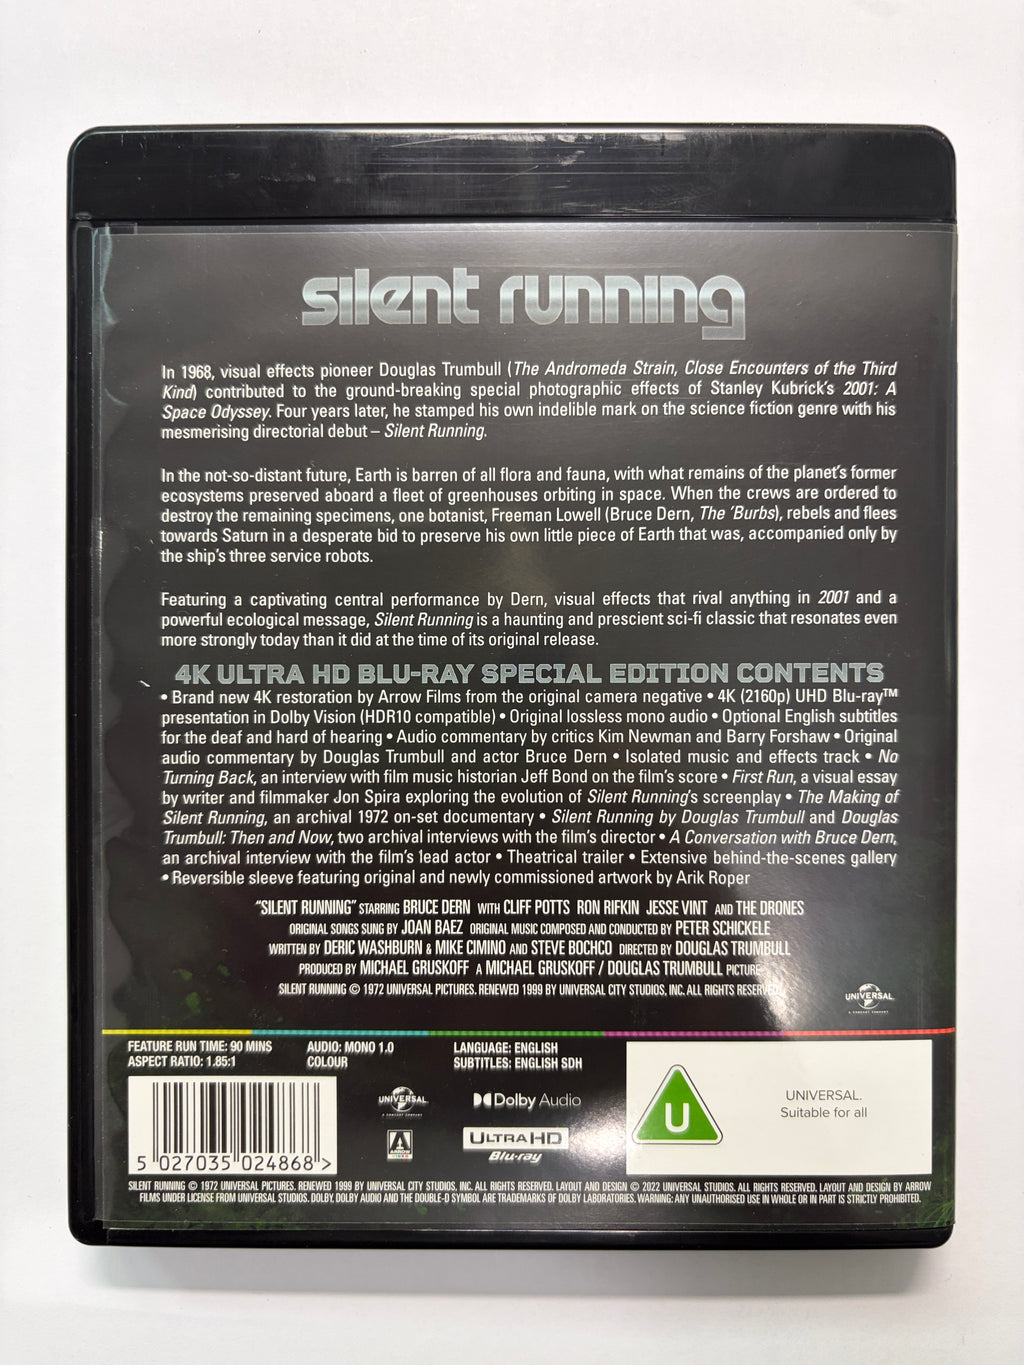 silent running
In 1968, visual effects pioneer Douglas Trumbull (The Andromeda Strain, Close Encounters of the Third
Kind) contributed to the ground-breaking special photographic effects of Stanley Kubrick's 2001: A
Space Odyssey. Four years later, he stamped his own indelible mark on the science fiction genre with his
mesmerising directorial debut – Silent Running.
In the not-so-distant future, Earth is barren of all flora and fauna, with what remains of the planet's former
ecosystems preserved aboard a fleet of greenhouses orbiting in space. When the crews are ordered to
destroy the remaining specimens, one botanist, Freeman Lowell (Bruce Dern, The 'Burbs), rebels and flees
towards Saturn in a desperate bid to preserve his own little piece of Earth that was, accompanied only by
the ship's three service robots.
Featuring a captivating central performance by Dern, visual effects that rival anything in 2001 and a
powerful ecological message, Silent Running is a haunting and prescient sci-fi classic that resonates even
more strongly today than it did at the time of its original release.
4K ULTRA HD BLU-RAY SPECIAL EDITION CONTENTS
• Brand new 4K restoration by Arrow Films from the original camera negative • 4K (2160p) UHD Blu-ray™
presentation in Dolby Vision (HDR10 compatible) • Original lossless mono audio • Optional English subtitles
for the deaf and hard of hearing • Audio commentary by critics Kim Newman and Barry Forshaw • Original
audio commentary by Douglas Trumbull and actor Bruce Dern • Isolated music and effects track • No
Turning Back, an interview with film music historian Jeff Bond on the film's score • First Run, a visual essay
by writer and filmmaker Jon Spira exploring the evolution of Silent Running's screenplay • The Making of
Silent Running, an archival 1972 on-set documentary • Silent Running by Douglas Trumbull and Douglas
Trumbull: Then and Now, two archival interviews with the film's director • A Conversation with Bruce Dern,
an archival interview with the film's lead actor • Theatrical trailer • Extensive behind-the-scenes gallery
• Reversible sleeve featuring original and newly commissioned artwork by Arik Roper
"SILENT RUNNING" STARRING BRUCE DERN WITH CLIFF POTTS RON RIFKIN JESSE VINT AND THE DRONES
ORIGINAL SONGS SUNG BY JOAN BAEZ ORIGINAL MUSIC COMPOSED AND CONDUCTED BY PETER SCHICKELE
WRITTEN BY DERIC WASHBURN & MIKE CIMINO AND STEVE BOCHCO DIRECTED BY DOUGLAS TRUMBULL
PRODUCED BY MICHAEL GRUSKOFF A MICHAEL GRUSKOFF / DOUGLAS TRUMBULL PICTURE
SILENT RUNNING © 1972 UNIVERSAL PICTURES. RENEWED 1999 BY UNIVERSAL CITY STUDIOS, INC. ALL RIGHTS RESERVED.
UNIVERSAL
A COMCAST COMPANY
FEATURE RUN TIME: 90 MINS
ASPECT RATIO: 1.85:1
AUDIO: MONO 1.0
COLOUR
LANGUAGE: ENGLISH
SUBTITLES: ENGLISH SDH
5 027035 024868 >
UNIVERSAL
A COMCAST COMPANY
ARROW
VIDEO
Dolby Audio
ULTRA HD
Blu-ray
U
UNIVERSAL.
Suitable for all
SILENT RUNNING © 1972 UNIVERSAL PICTURES. RENEWED 1999 BY UNIVERSAL CITY STUDIOS, INC. ALL RIGHTS RESERVED. LAYOUT AND DESIGN © 2022 UNIVERSAL STUDIOS. ALL RIGHTS RESERVED. LAYOUT AND DESIGN BY ARROW
FILMS UNDER LICENSE FROM UNIVERSAL STUDIOS. DOLBY, DOLBY AUDIO AND THE DOUBLE-D SYMBOL ARE TRADEMARKS OF DOLBY LABORATORIES. WARNING: ANY UNAUTHORISED USE IN WHOLE OR IN PART IS STRICTLY PROHIBITED.